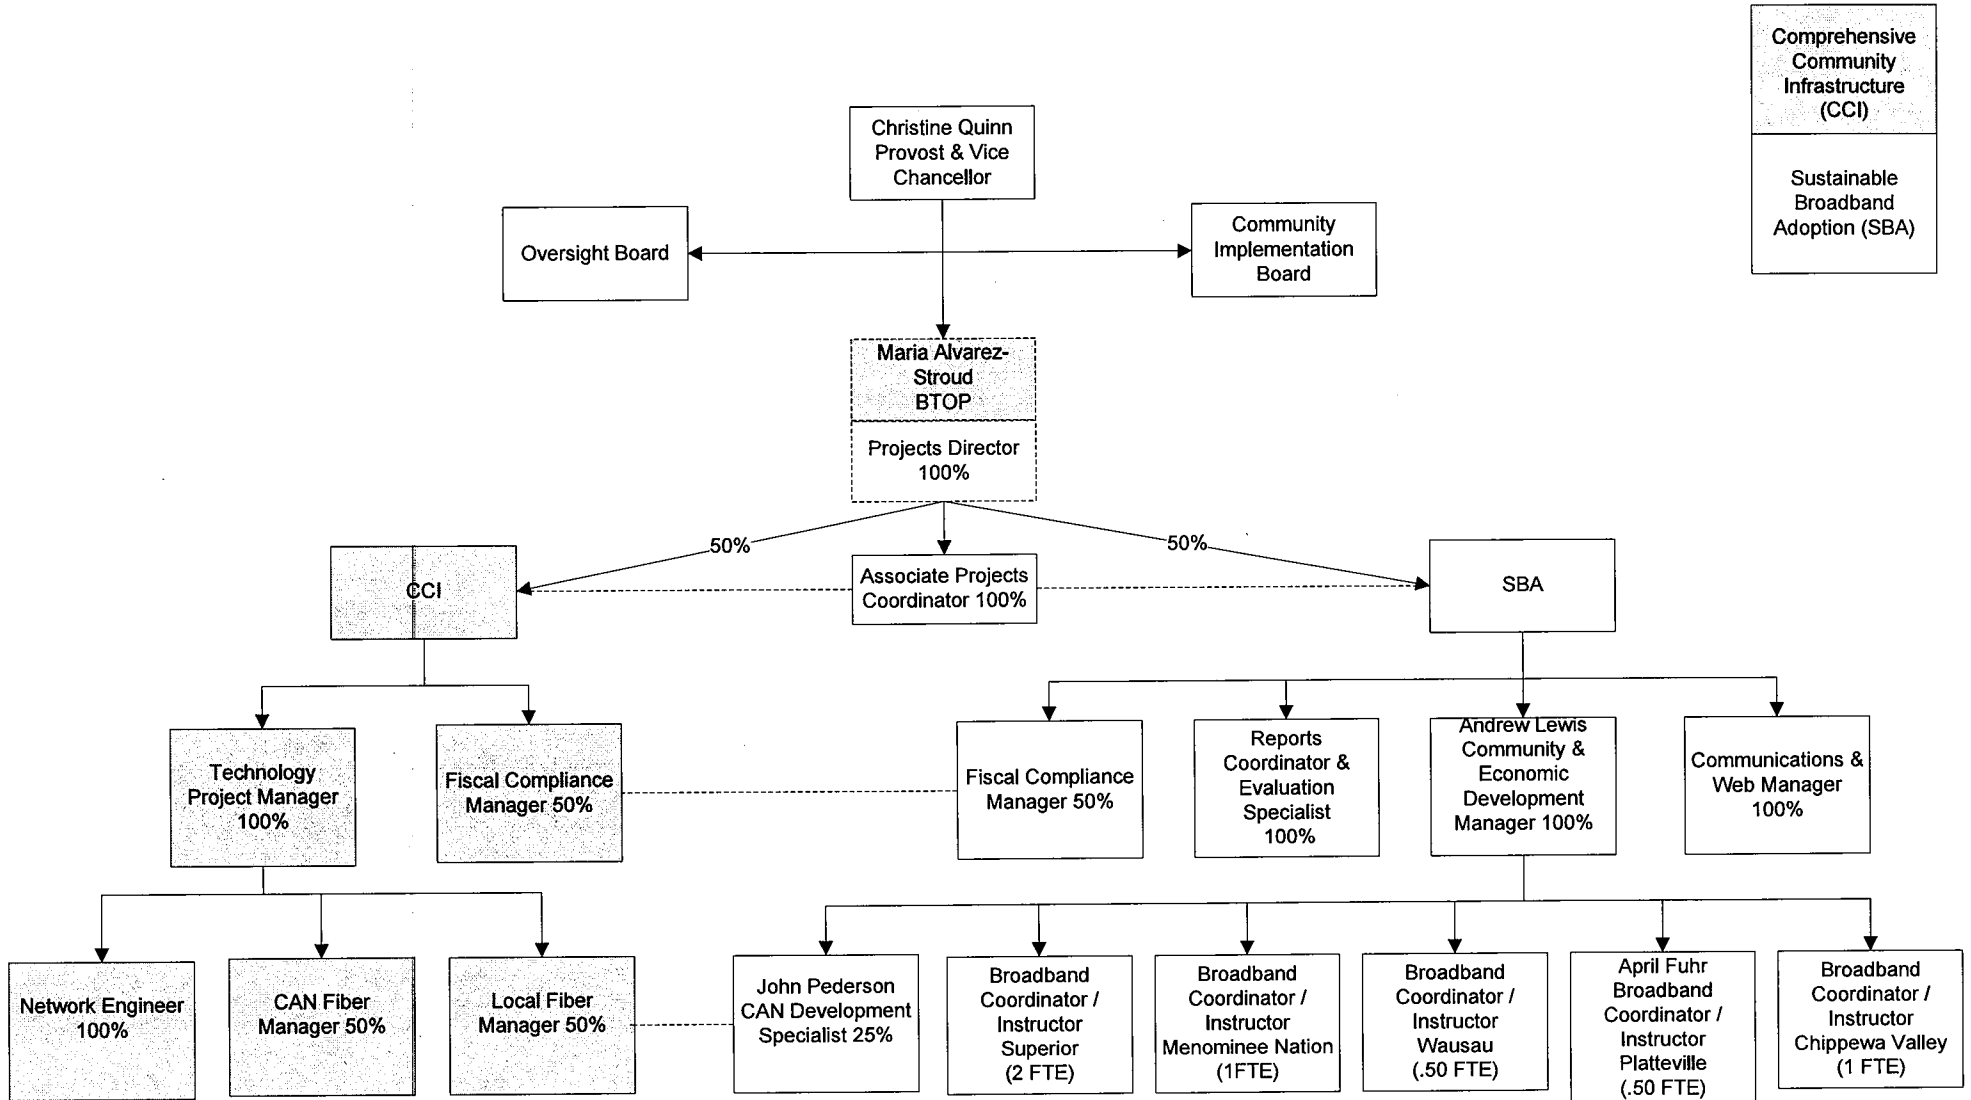 Comprehensive
Community
Infrastructure
(CCI)
Sustainable
Broadband
Adoption (SBA)
Christine Quinn
Provost & Vice
Chancellor
Oversight Board
Community
Implementation
Board
Maria Alvarez-
Stroud
BTOP
Projects Director
100%
50%
50%
CCI
Associate Projects
Coordinator 100%
SBA
Technology
Project Manager
100%
Fiscal Compliance
Manager 50%
Fiscal Compliance
Manager 50%
Reports
Coordinator &
Evaluation
Specialist
100%
Andrew Lewis
Community &
Economic
Development
Manager 100%
Communications &
Web Manager
100%
Network Engineer
100%
CAN Fiber
Manager 50%
Local Fiber
Manager 50%
John Pederson
CAN Development
Specialist 25%
Broadband
Coordinator /
Instructor
Superior
(2 FTE)
Broadband
Coordinator /
Instructor
Menominee Nation
(1FTE)
Broadband
Coordinator /
Instructor
Wausau
(.50 FTE)
April Fuhr
Broadband
Coordinator /
Instructor
Platteville
(.50 FTE)
Broadband
Coordinator /
Instructor
Chippewa Valley
(1 FTE)